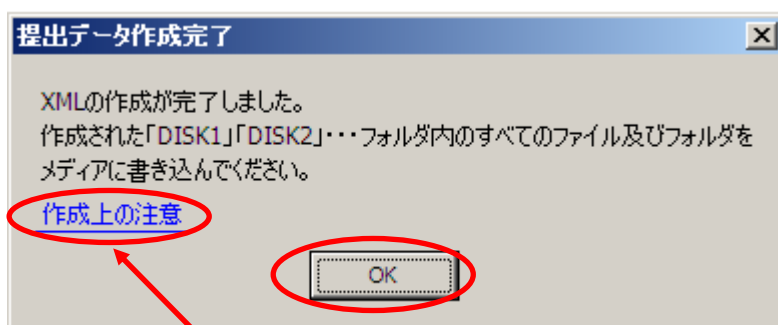 提出データ作成完了
XMLの作成が完了しました。
作成された「DISK1」「DISK2」・・・フォルダ内のすべてのファイル及びフォルダを
メディアに書き込んでください。
作成上の注意
OK